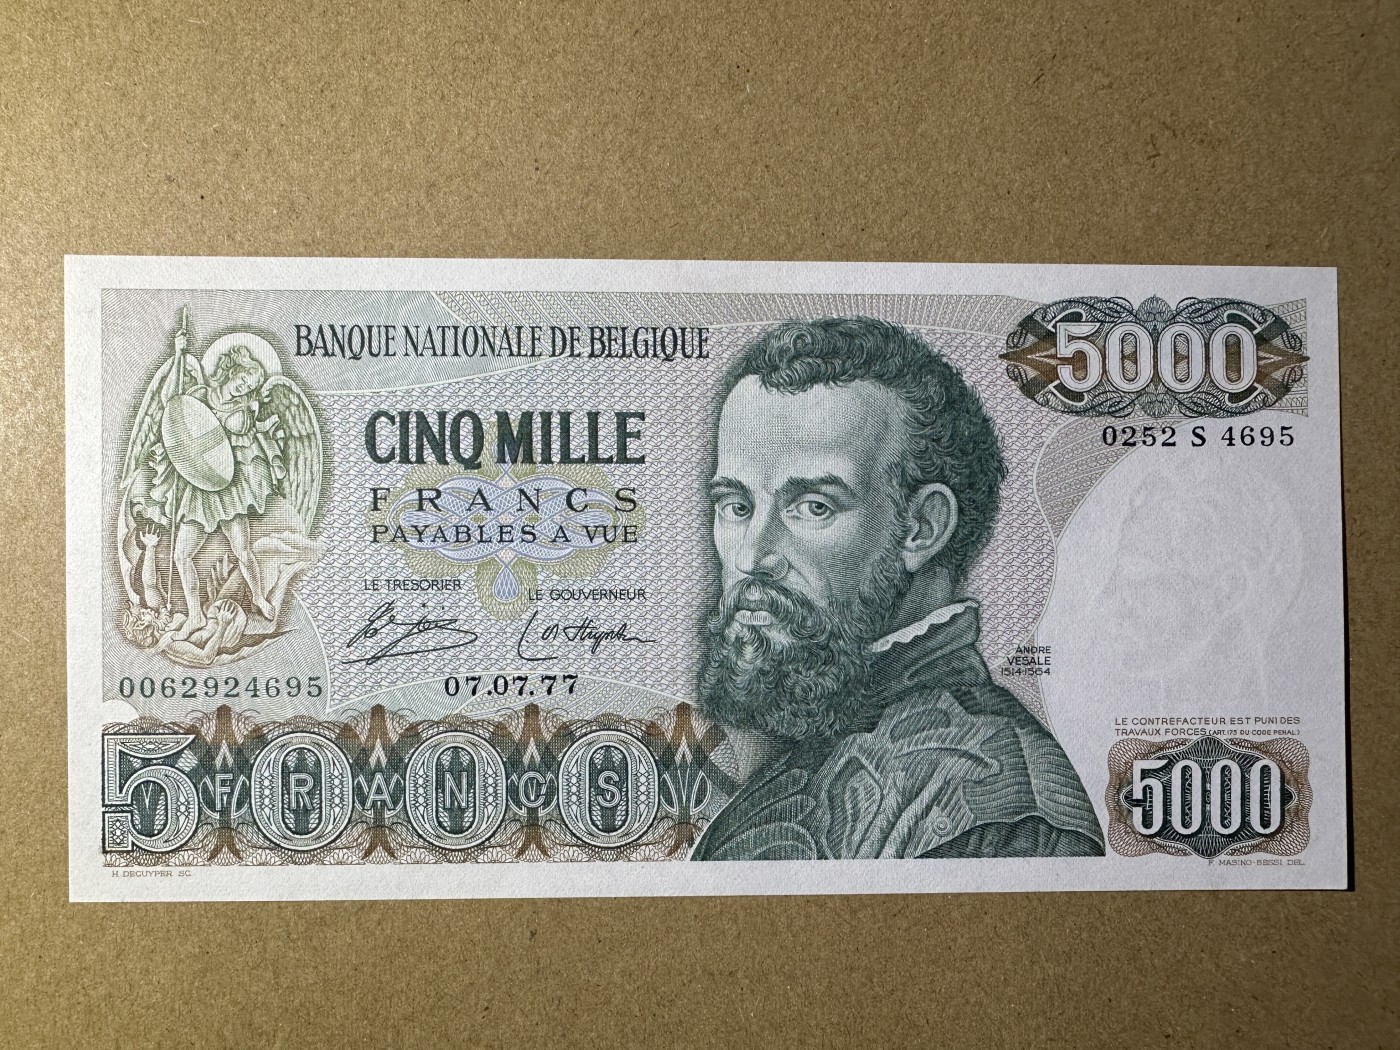 BANQUE NATIONALE DE BELGIQUE
5000
0252 S 4695
CINQ MILLE
FRANCS
PAYABLES A VUE
LE TRESORIER
LE GOUVERNEUR
ANDRE
VESALE
1514-1564
0062924695
07.07.77
LE CONTREFACTEUR EST PUNI DES
TRAVAUX FORCES (ART. 173 DU CODE PENAL)
50000
FRANCS
5000
H. DECUYPER SC.
F. MASINO-BESSI DEL.